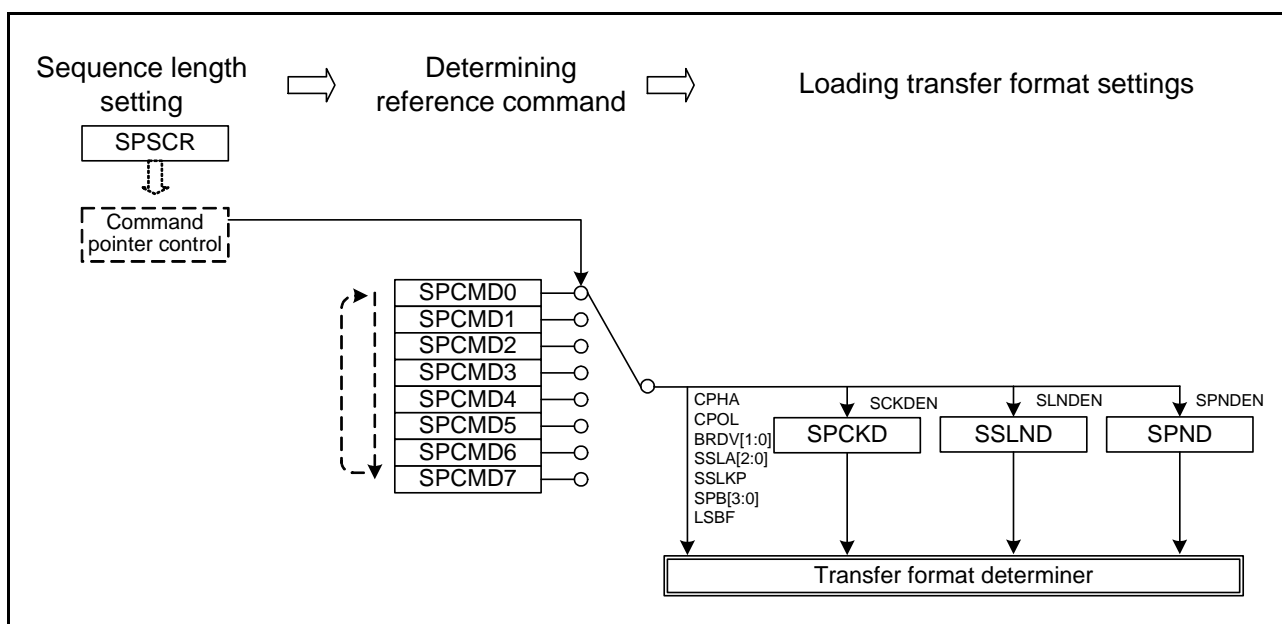 Sequence length
setting
Determining
reference command
Loading transfer format settings
SPSCR
Command
pointer control
SPCMD0
SPCMD1
SPCMD2
SPCMD3
SPCMD4
SPCMD5
SPCMD6
SPCMD7
CPHA
CPOL
BRDV[1:0]
SSLA[2:0]
SSLKP
SPB[3:0]
LSBF
SCKDEN
SPCKD
SLNDEN
SSLND
SPNDEN
SPND
Transfer format determiner